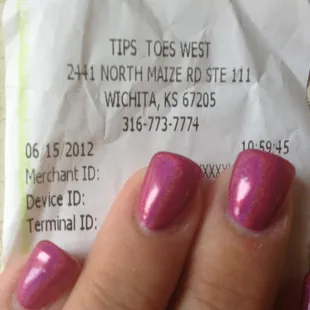 TIPS TOES WEST
2441 NORTH MAIZE RD STE 111
WICHITA, KS 67205
316-773-7774
06/15/2012 10:59:45
Merchant ID: XXXXX
Device ID:
Terminal ID: